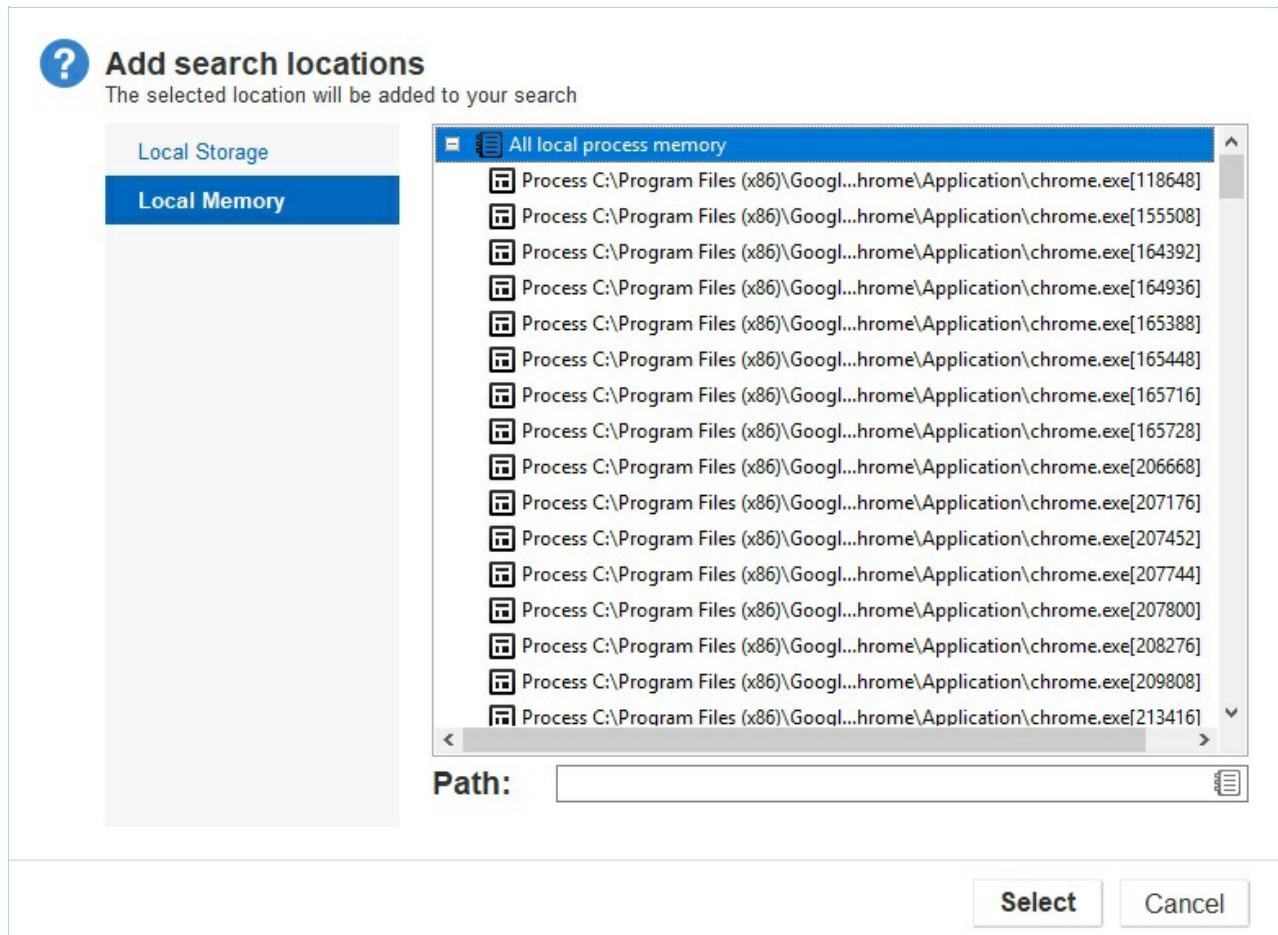 ?
Add search locations
The selected location will be added to your search
Local Storage
Local Memory
All local process memory
Process C:\Program Files (x86)\Googl...hrome\Application\chrome.exe[118648]
Process C:\Program Files (x86)\Googl...hrome\Application\chrome.exe[155508]
Process C:\Program Files (x86)\Googl...hrome\Application\chrome.exe[164392]
Process C:\Program Files (x86)\Googl...hrome\Application\chrome.exe[164936]
Process C:\Program Files (x86)\Googl...hrome\Application\chrome.exe[165388]
Process C:\Program Files (x86)\Googl...hrome\Application\chrome.exe[165448]
Process C:\Program Files (x86)\Googl...hrome\Application\chrome.exe[165716]
Process C:\Program Files (x86)\Googl...hrome\Application\chrome.exe[165728]
Process C:\Program Files (x86)\Googl...hrome\Application\chrome.exe[206668]
Process C:\Program Files (x86)\Googl...hrome\Application\chrome.exe[207176]
Process C:\Program Files (x86)\Googl...hrome\Application\chrome.exe[207452]
Process C:\Program Files (x86)\Googl...hrome\Application\chrome.exe[207744]
Process C:\Program Files (x86)\Googl...hrome\Application\chrome.exe[207800]
Process C:\Program Files (x86)\Googl...hrome\Application\chrome.exe[208276]
Process C:\Program Files (x86)\Googl...hrome\Application\chrome.exe[209808]
Process C:\Program Files (x86)\Googl...hrome\Application\chrome.exe[213416]
Path:
Select
Cancel